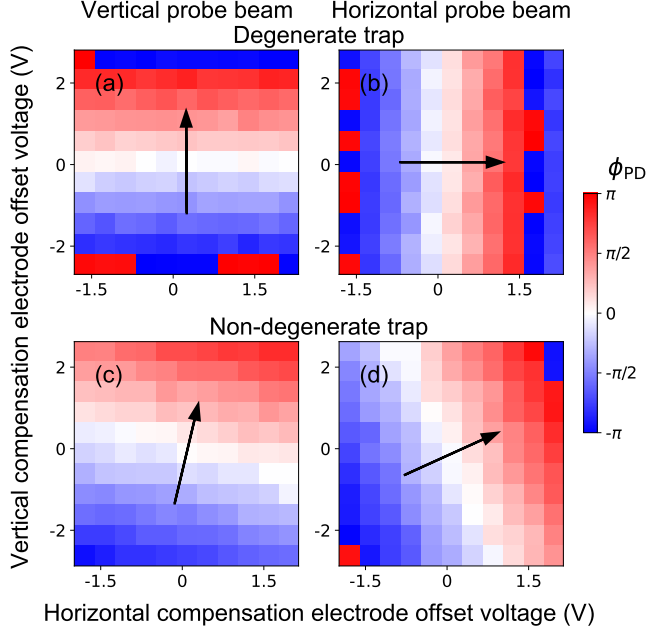 Vertical probe beam
Horizontal probe beam
Degenerate trap
Vertical compensation electrode offset voltage (V)
(a)
2
0
-2
-1.5
0
1.5
(b)
2
0
-2
-1.5
0
1.5
ϕPD
π
π/2
0
-π/2
-π
Non-degenerate trap
(c)
2
0
-2
-1.5
0
1.5
(d)
2
0
-2
-1.5
0
1.5
Horizontal compensation electrode offset voltage (V)